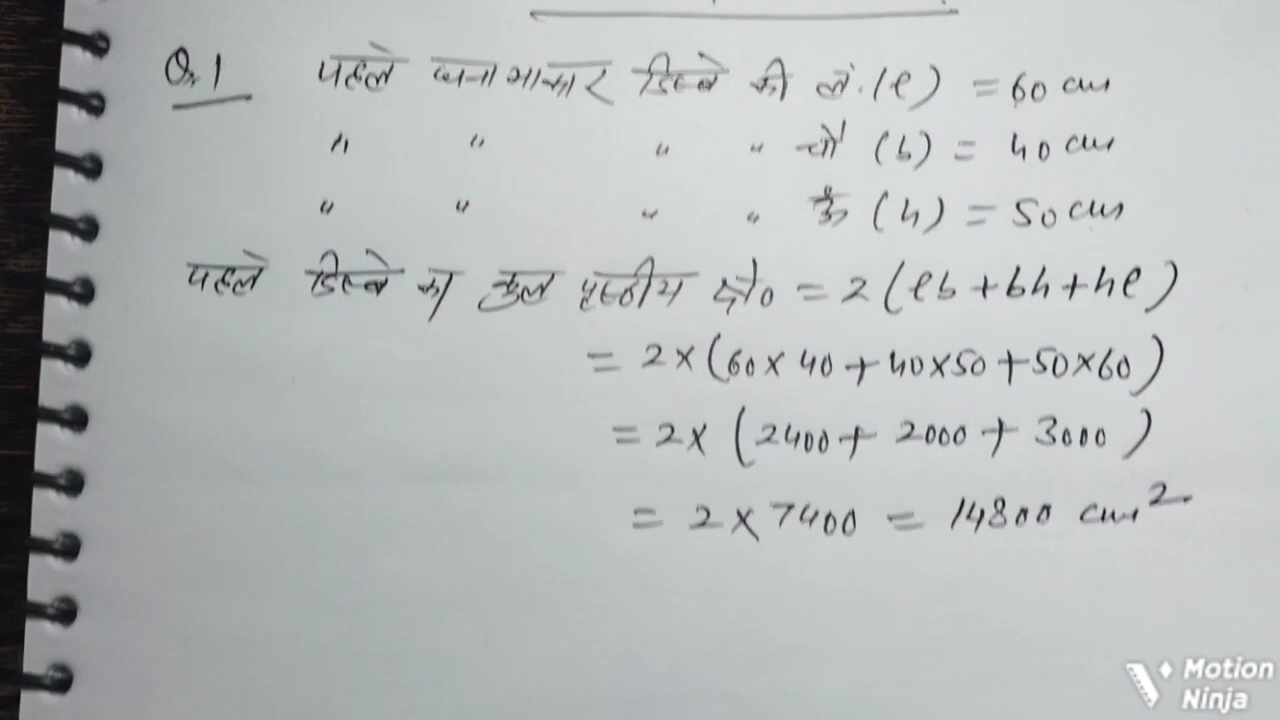 Q.1 पहले घनाभाकार डिब्बे की लं.(l) = 60 cm
" " " " चौ (b) = 40 cm
" " " " ऊँ (h) = 50 cm
पहले डिब्बे का कुल पृष्ठीय क्षे० = 2(lb+bh+hl)
= 2×(60×40+40×50+50×60)
= 2×(2400+2000+3000)
= 2×7400 = 14800 cm².
Motion
Ninja